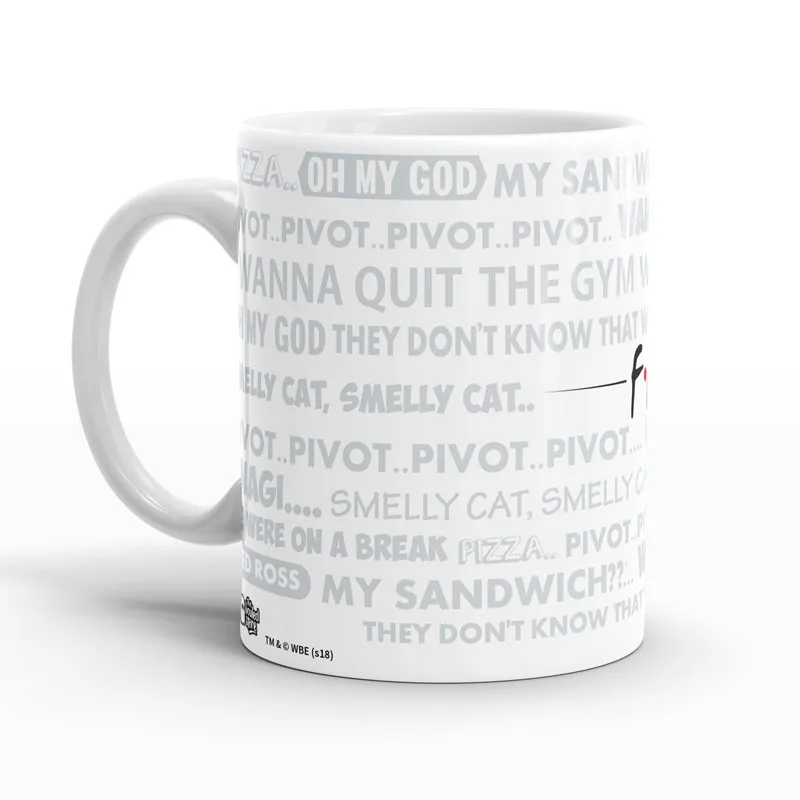 ZZA.. OH MY GOD MY SAN
VOT..PIVOT..PIVOT..PIVOT..
WANNA QUIT THE GYM
MY GOD THEY DON'T KNOW THAT
ELLY CAT, SMELLY CAT..
f
VOT..PIVOT..PIVOT..PIVOT....
AGI.... SMELLY CAT, SMELLY CA
WERE ON A BREAK PIZZA.. PIVOT..P
ED ROSS MY SANDWICH??..
THEY DON'T KNOW THAT
TM & © WBE (s18)